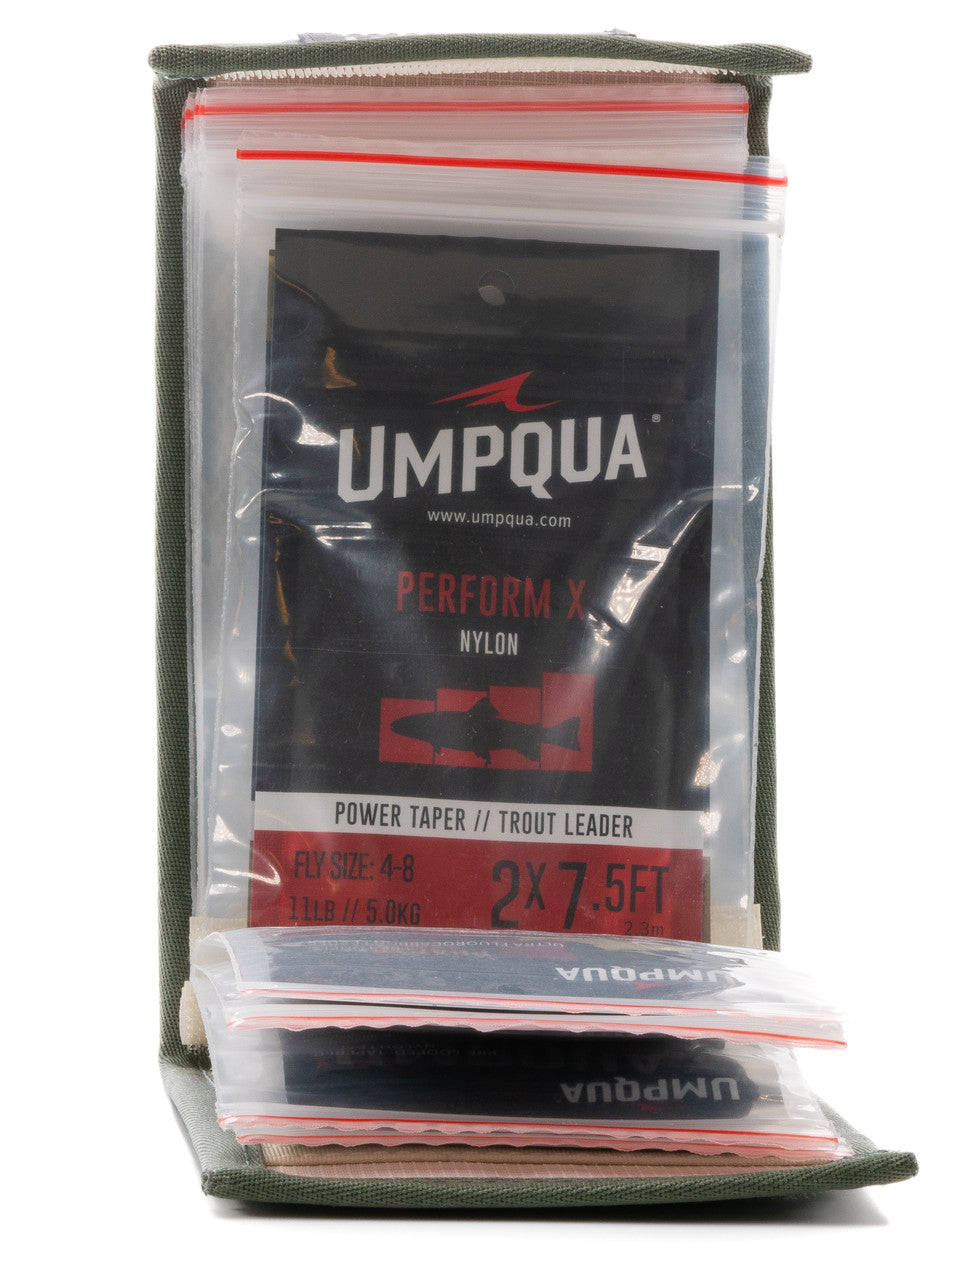 UMPQUA®
www.umpqua.com
PERFORM X
NYLON
POWER TAPER // TROUT LEADER
FLY SIZE: 4-8
11LB // 5.0KG
2X 7.5FT
2.3m
UMPQUA
UMPQUA